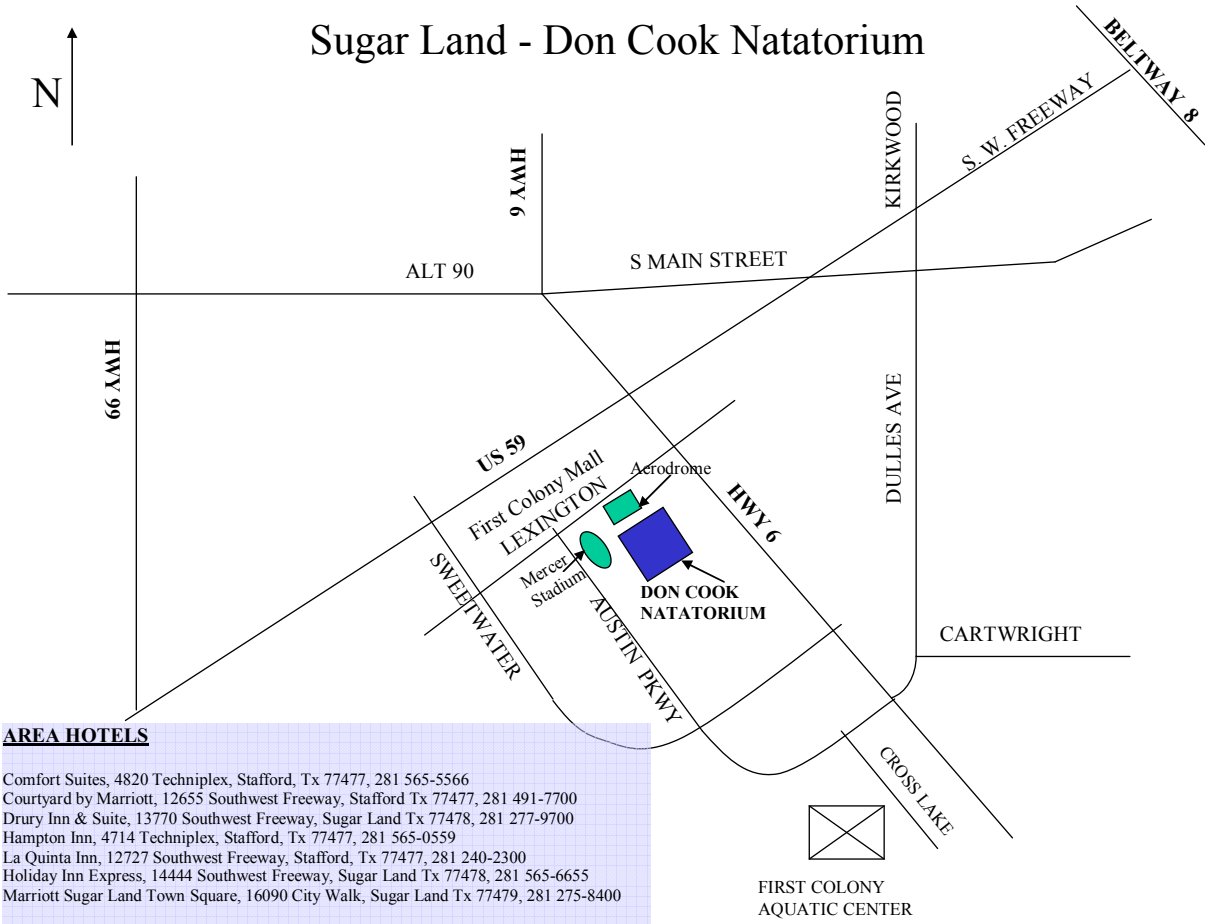 Sugar Land - Don Cook Natatorium
N
BELTWAY 8
S. W. FREEWAY
KIRKWOOD
HWY 6
S MAIN STREET
ALT 90
HWY 99
DULLES AVE
US 59
First Colony Mall
LEXINGTON
Aerodrome
HWY 6
Mercer
Stadium
DON COOK
NATATORIUM
SWEETWATER
AUSTIN PKWY
CARTWRIGHT
CROSS LAKE
FIRST COLONY
AQUATIC CENTER
AREA HOTELS
Comfort Suites, 4820 Techniplex, Stafford, Tx 77477, 281 565-5566
Courtyard by Marriott, 12655 Southwest Freeway, Stafford Tx 77477, 281 491-7700
Drury Inn & Suite, 13770 Southwest Freeway, Sugar Land Tx 77478, 281 277-9700
Hampton Inn, 4714 Techniplex, Stafford, Tx 77477, 281 565-0559
La Quinta Inn, 12727 Southwest Freeway, Stafford, Tx 77477, 281 240-2300
Holiday Inn Express, 14444 Southwest Freeway, Sugar Land Tx 77478, 281 565-6655
Marriott Sugar Land Town Square, 16090 City Walk, Sugar Land Tx 77479, 281 275-8400